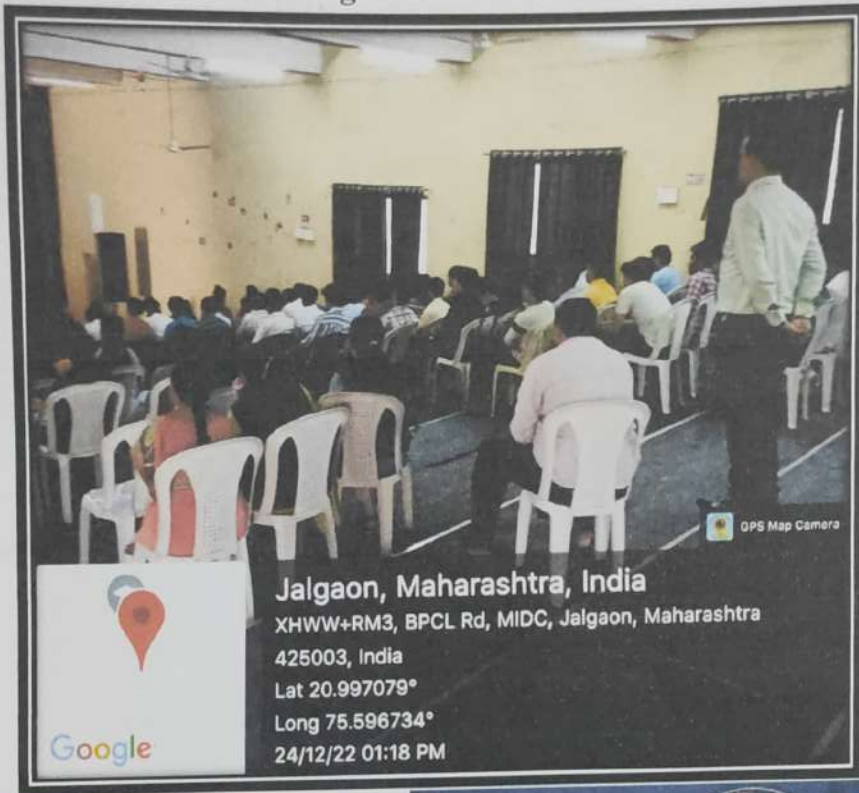 GPS Map Camera
Jalgaon, Maharashtra, India
XHWW+RM3, BPCL Rd, MIDC, Jalgaon, Maharashtra
425003, India
Lat 20.997079°
Long 75.596734°
24/12/22 01:18 PM
Google